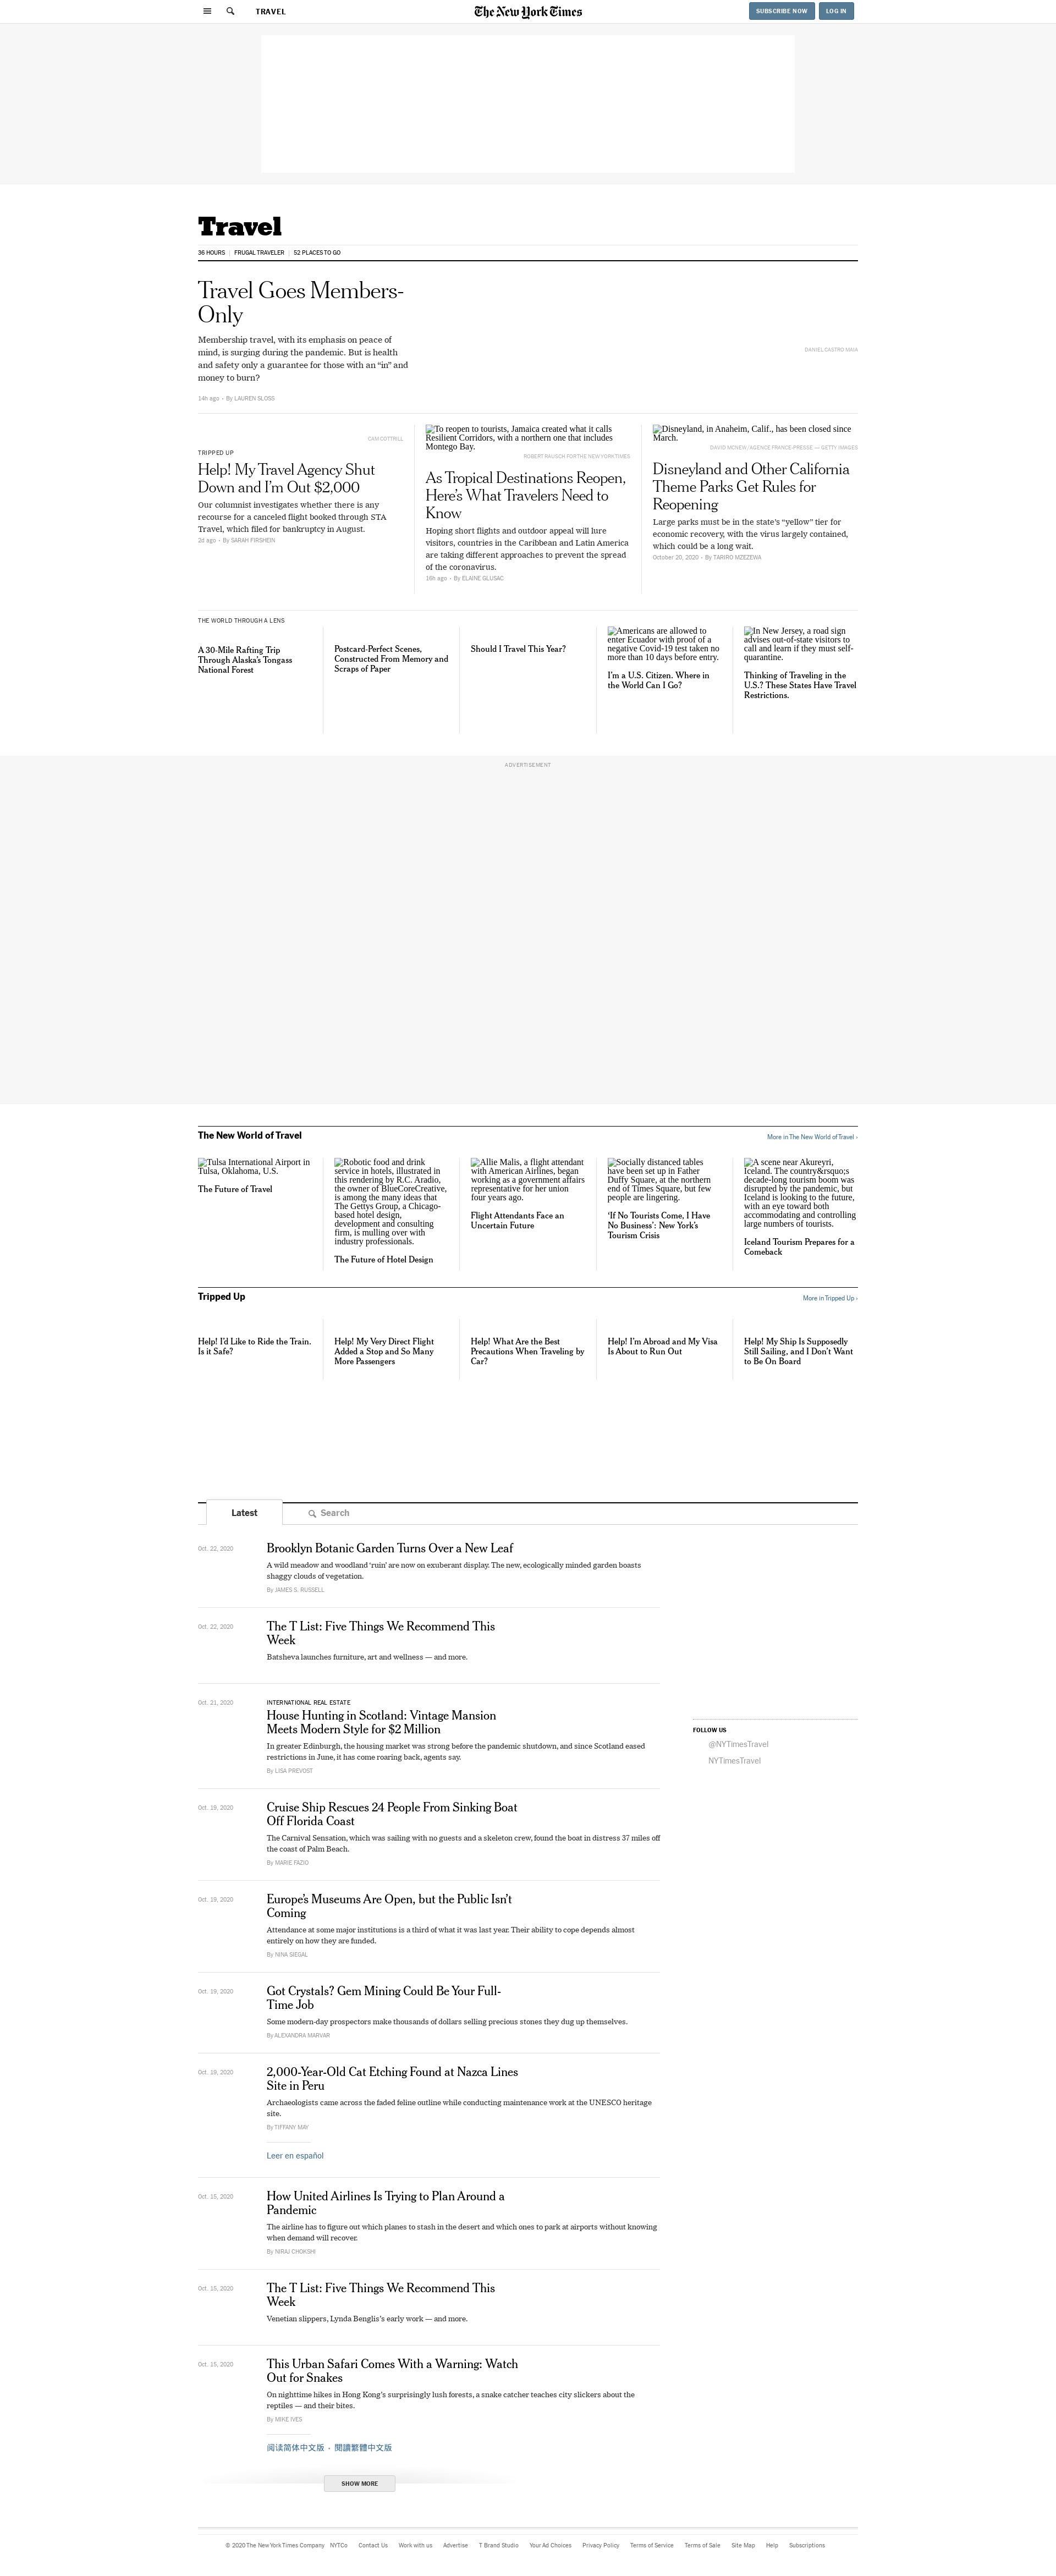 TRAVEL
The New York Times
SUBSCRIBE NOW
LOG IN
Travel
36 HOURS
FRUGAL TRAVELER
52 PLACES TO GO
Travel Goes Members-
Only
Membership travel, with its emphasis on peace of
mind, is surging during the pandemic. But is health
and safety only a guarantee for those with an “in” and
money to burn?
14h ago • By LAUREN SLOSS
DANIEL CASTRO MAIA
CAM COTTRILL
TRIPPED UP
Help! My Travel Agency Shut
Down and I’m Out $2,000
Our columnist investigates whether there is any
recourse for a canceled flight booked through STA
Travel, which filed for bankruptcy in August.
2d ago • By SARAH FIRSHEIN
To reopen to tourists, Jamaica created what it calls
Resilient Corridors, with a northern one that includes
Montego Bay.
ROBERT RAUSCH FOR THE NEW YORK TIMES
As Tropical Destinations Reopen,
Here’s What Travelers Need to
Know
Hoping short flights and outdoor appeal will lure
visitors, countries in the Caribbean and Latin America
are taking different approaches to prevent the spread
of the coronavirus.
16h ago • By ELAINE GLUSAC
Disneyland, in Anaheim, Calif., has been closed since
March.
DAVID MCNEW/AGENCE FRANCE-PRESSE — GETTY IMAGES
Disneyland and Other California
Theme Parks Get Rules for
Reopening
Large parks must be in the state’s “yellow” tier for
economic recovery, with the virus largely contained,
which could be a long wait.
October 20, 2020 • By TARIRO MZEZEWA
THE WORLD THROUGH A LENS
A 30-Mile Rafting Trip
Through Alaska’s Tongass
National Forest
Postcard-Perfect Scenes,
Constructed From Memory and
Scraps of Paper
Should I Travel This Year?
Americans are allowed to
enter Ecuador with proof of a
negative Covid-19 test taken no
more than 10 days before entry.
I’m a U.S. Citizen. Where in
the World Can I Go?
In New Jersey, a road sign
advises out-of-state visitors to
call and learn if they must self-
quarantine.
Thinking of Traveling in the
U.S.? These States Have Travel
Restrictions.
ADVERTISEMENT
The New World of Travel
More in The New World of Travel ›
Tulsa International Airport in
Tulsa, Oklahoma, U.S.
The Future of Travel
Robotic food and drink
service in hotels, illustrated in
this rendering by R.C. Aradio,
the owner of BlueCoreCreative,
is among the many ideas that
The Gettys Group, a Chicago-
based hotel design,
development and consulting
firm, is mulling over with
industry professionals.
The Future of Hotel Design
Allie Malis, a flight attendant
with American Airlines, began
working as a government affairs
representative for her union
four years ago.
Flight Attendants Face an
Uncertain Future
Socially distanced tables
have been set up in Father
Duffy Square, at the northern
end of Times Square, but few
people are lingering.
‘If No Tourists Come, I Have
No Business’: New York’s
Tourism Crisis
A scene near Akureyri,
Iceland. The country&rsquo;s
decade-long tourism boom was
disrupted by the pandemic, but
Iceland is looking to the future,
with an eye toward both
accommodating and controlling
large numbers of tourists.
Iceland Tourism Prepares for a
Comeback
Tripped Up
More in Tripped Up ›
Help! I’d Like to Ride the Train.
Is it Safe?
Help! My Very Direct Flight
Added a Stop and So Many
More Passengers
Help! What Are the Best
Precautions When Traveling by
Car?
Help! I’m Abroad and My Visa
Is About to Run Out
Help! My Ship Is Supposedly
Still Sailing, and I Don’t Want
to Be On Board
Latest
Search
Oct. 22, 2020
Brooklyn Botanic Garden Turns Over a New Leaf
A wild meadow and woodland ‘ruin’ are now on exuberant display. The new, ecologically minded garden boasts
shaggy clouds of vegetation.
By JAMES S. RUSSELL
Oct. 22, 2020
The T List: Five Things We Recommend This
Week
Batsheva launches furniture, art and wellness — and more.
Oct. 21, 2020
INTERNATIONAL REAL ESTATE
House Hunting in Scotland: Vintage Mansion
Meets Modern Style for $2 Million
In greater Edinburgh, the housing market was strong before the pandemic shutdown, and since Scotland eased
restrictions in June, it has come roaring back, agents say.
By LISA PREVOST
FOLLOW US
@NYTimesTravel
NYTimesTravel
Oct. 19, 2020
Cruise Ship Rescues 24 People From Sinking Boat
Off Florida Coast
The Carnival Sensation, which was sailing with no guests and a skeleton crew, found the boat in distress 37 miles off
the coast of Palm Beach.
By MARIE FAZIO
Oct. 19, 2020
Europe’s Museums Are Open, but the Public Isn’t
Coming
Attendance at some major institutions is a third of what it was last year. Their ability to cope depends almost
entirely on how they are funded.
By NINA SIEGAL
Oct. 19, 2020
Got Crystals? Gem Mining Could Be Your Full-
Time Job
Some modern-day prospectors make thousands of dollars selling precious stones they dug up themselves.
By ALEXANDRA MARVAR
Oct. 19, 2020
2,000-Year-Old Cat Etching Found at Nazca Lines
Site in Peru
Archaeologists came across the faded feline outline while conducting maintenance work at the UNESCO heritage
site.
By TIFFANY MAY
Leer en español
Oct. 15, 2020
How United Airlines Is Trying to Plan Around a
Pandemic
The airline has to figure out which planes to stash in the desert and which ones to park at airports without knowing
when demand will recover.
By NIRAJ CHOKSHI
Oct. 15, 2020
The T List: Five Things We Recommend This
Week
Venetian slippers, Lynda Benglis’s early work — and more.
Oct. 15, 2020
This Urban Safari Comes With a Warning: Watch
Out for Snakes
On nighttime hikes in Hong Kong’s surprisingly lush forests, a snake catcher teaches city slickers about the
reptiles — and their bites.
By MIKE IVES
阅读简体中文版 • 閱讀繁體中文版
SHOW MORE
© 2020 The New York Times Company NYTCo Contact Us Work with us Advertise T Brand Studio Your Ad Choices Privacy Policy Terms of Service Terms of Sale Site Map Help Subscriptions